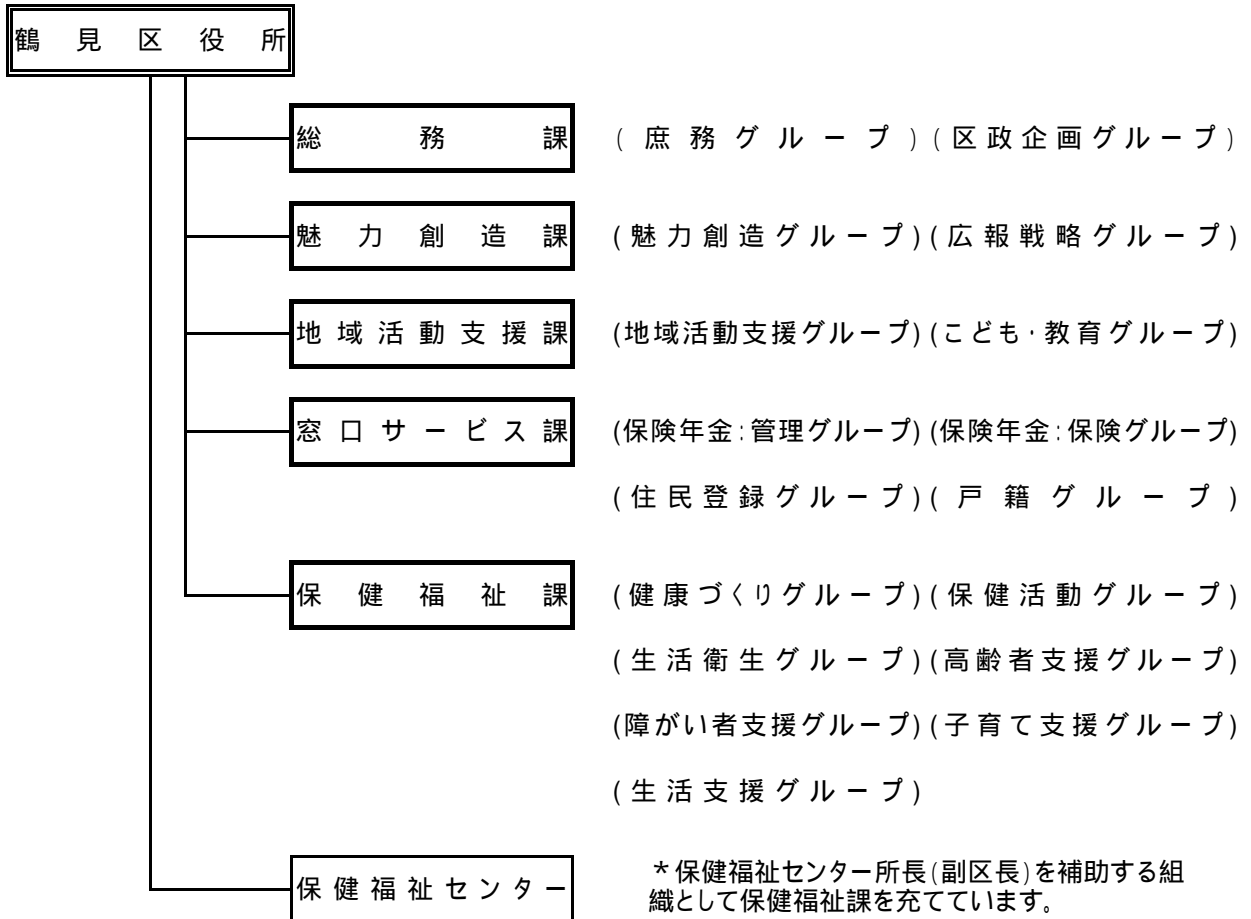 鶴見区役所
総務課 (庶務グループ)(区政企画グループ)
魅力創造課 (魅力創造グループ)(広報戦略グループ)
地域活動支援課 (地域活動支援グループ)(こども・教育グループ)
窓口サービス課 (保険年金:管理グループ)(保険年金:保険グループ)
(住民登録グループ)(戸籍グループ)
保健福祉課 (健康づくりグループ)(保健活動グループ)
(生活衛生グループ)(高齢者支援グループ)
(障がい者支援グループ)(子育て支援グループ)
(生活支援グループ)
保健福祉センター
*保健福祉センター所長(副区長)を補助する組
織として保健福祉課を充てています。